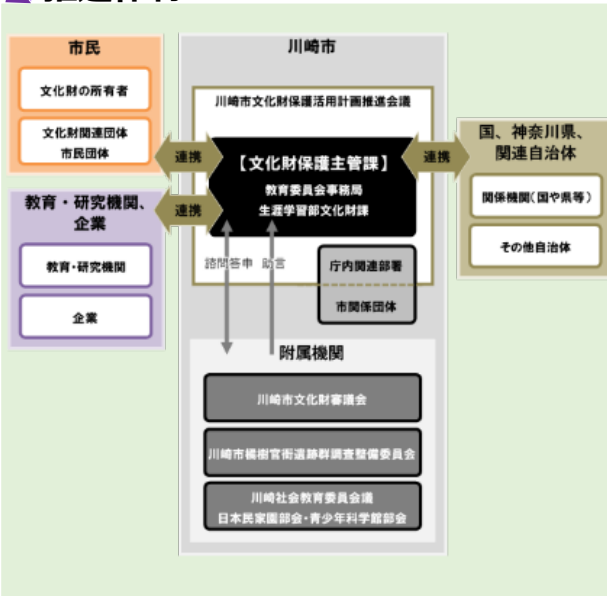 市民
文化財の所有者
文化財関連団体
市民団体
教育・研究機関、
企業
教育・研究機関
企業
川崎市
川崎市文化財保護活用計画推進会議
連携
【文化財保護主管課】
教育委員会事務局
生涯学習部文化財課
連携
連携
諮問答申 助言
庁内関連部署
市関係団体
附属機関
川崎市文化財審議会
川崎市橘樹官衙遺跡群調査整備委員会
川崎社会教育委員会議
日本民家園部会・青少年科学館部会
国、神奈川県、
関連自治体
関係機関（国や県等）
その他自治体